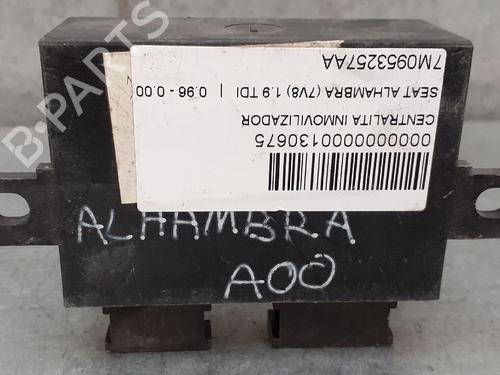 7M0953257AA
SEAT ALHAMBRA (7V8) 1.9 TDI | 0.96 - 0.00
CENTRALITA INMOVILIZADOR
0000000000130675
ALHAMBRA
A00
B-PARTS